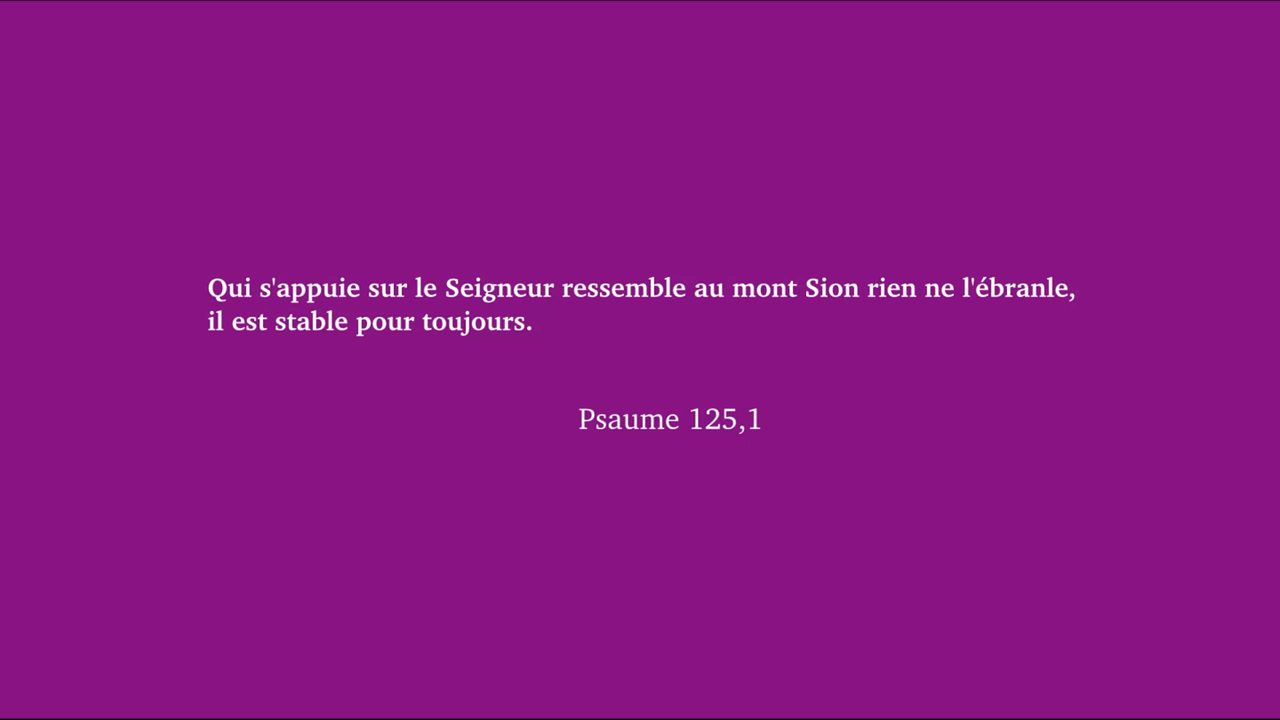 Qui s'appuie sur le Seigneur ressemble au mont Sion rien ne l'ébranle,
il est stable pour toujours.
Psaume 125,1